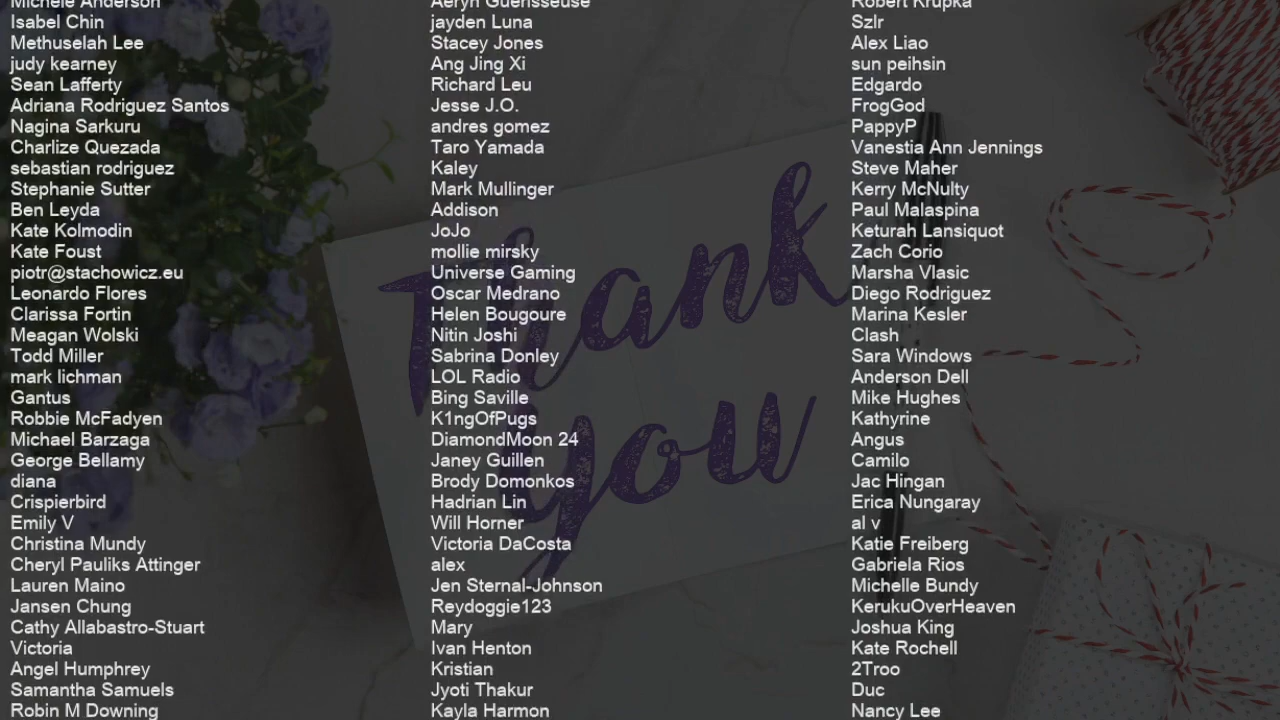 Michele Anderson
Isabel Chin
Methuselah Lee
judy kearney
Sean Lafferty
Adriana Rodriguez Santos
Nagina Sarkuru
Charlize Quezada
sebastian rodriguez
Stephanie Sutter
Ben Leyda
Kate Kolmodin
Kate Foust
piotr@stachowicz.eu
Leonardo Flores
Clarissa Fortin
Meagan Wolski
Todd Miller
mark lichman
Gantus
Robbie McFadyen
Michael Barzaga
George Bellamy
diana
Crispierbird
Emily V
Christina Mundy
Cheryl Pauliks Attinger
Lauren Maino
Jansen Chung
Cathy Allabastro-Stuart
Victoria
Angel Humphrey
Samantha Samuels
Robin M Downing
Aeryn Guerisseuse
jayden Luna
Stacey Jones
Ang Jing Xi
Richard Leu
Jesse J.O.
andres gomez
Taro Yamada
Kaley
Mark Mullinger
Addison
JoJo
mollie mirsky
Universe Gaming
Oscar Medrano
Helen Bougoure
Nitin Joshi
Sabrina Donley
LOL Radio
Bing Saville
K1ngOfPugs
DiamondMoon 24
Janey Guillen
Brody Domonkos
Hadrian Lin
Will Horner
Victoria DaCosta
alex
Jen Sternal-Johnson
Reydoggie123
Mary
Ivan Henton
Kristian
Jyoti Thakur
Kayla Harmon
Robert Krupka
Szlr
Alex Liao
sun peihsin
Edgardo
FrogGod
PappyP
Vanestia Ann Jennings
Steve Maher
Kerry McNulty
Paul Malaspina
Keturah Lansiquot
Zach Corio
Marsha Vlasic
Diego Rodriguez
Marina Kesler
Clash
Sara Windows
Anderson Dell
Mike Hughes
Kathyrine
Angus
Camilo
Jac Hingan
Erica Nungaray
al v
Katie Freiberg
Gabriela Rios
Michelle Bundy
KerukuOverHeaven
Joshua King
Kate Rochell
2Troo
Duc
Nancy Lee
Thank
you